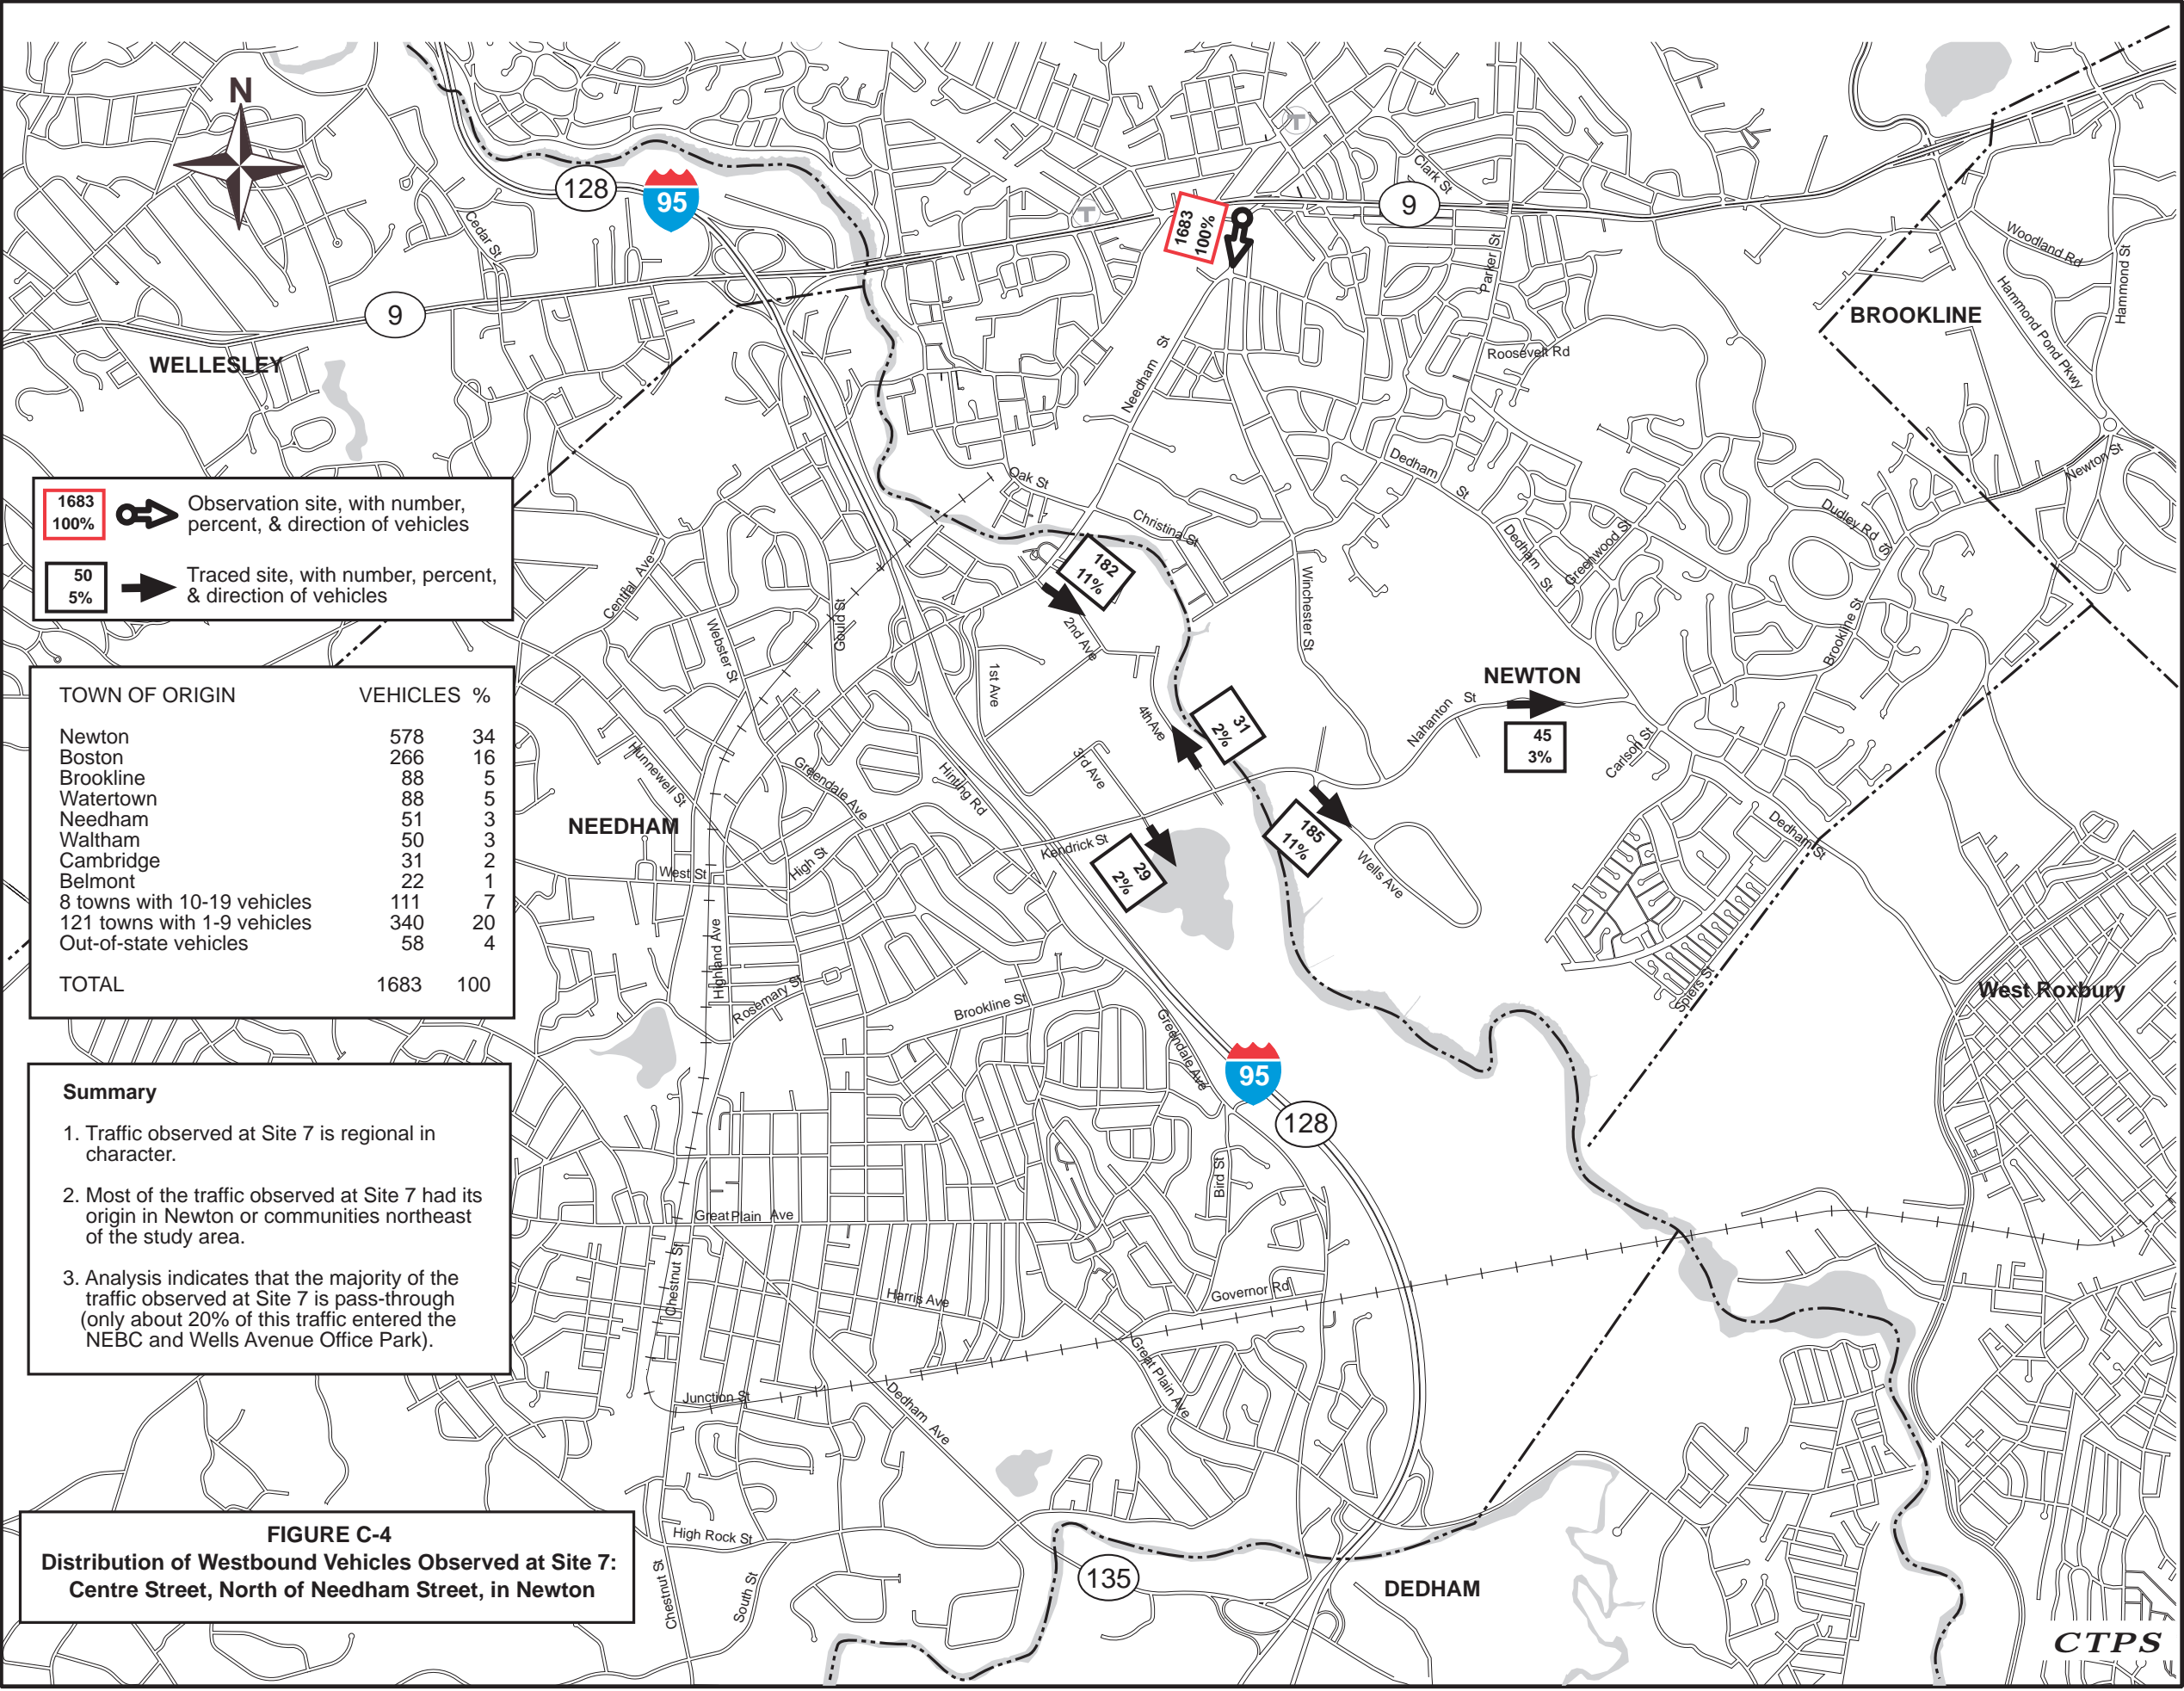 N
128
95
9
1683
100%
Clark St
9
Cedar St
Parker St
Woodland Rd
Hammond St
Hammond Pond Pkwy
BROOKLINE
WELLESLEY
Needham St
Roosevelt Rd
Newton St
1683
100%
Observation site, with number,
percent, & direction of vehicles
50
5%
Traced site, with number, percent,
& direction of vehicles
Oak St
Christina St
Dedham St
Dedham St
Greenwood St
Dudley Rd
St
Brookline St
Central Ave
Webster St
Gould St
182
11%
2nd Ave
1st Ave
4th Ave
3rd Ave
Winchester St
31
2%
Nahanton St
NEWTON
45
3%
Carlson St
Dedham St
Hunnewell St
Greendale Ave
Hinting Rd
NEEDHAM
Kendrick St
29
2%
185
11%
Wells Ave
West St
High St
Highland Ave
Rosemary St
Brookline St
Greendale Ave
Spiers St
West Roxbury
TOWN OF ORIGIN VEHICLES %
Newton 578 34
Boston 266 16
Brookline 88 5
Watertown 88 5
Needham 51 3
Waltham 50 3
Cambridge 31 2
Belmont 22 1
8 towns with 10-19 vehicles 111 7
121 towns with 1-9 vehicles 340 20
Out-of-state vehicles 58 4
TOTAL 1683 100
95
128
Bird St
Great Plain Ave
Chestnut St
Harris Ave
Governor Rd
Great Plain Ave
Junction St
Dedham Ave
Summary
1. Traffic observed at Site 7 is regional in
character.
2. Most of the traffic observed at Site 7 had its
origin in Newton or communities northeast
of the study area.
3. Analysis indicates that the majority of the
traffic observed at Site 7 is pass-through
(only about 20% of this traffic entered the
NEBC and Wells Avenue Office Park).
High Rock St
Chestnut St
South St
135
DEDHAM
FIGURE C-4
Distribution of Westbound Vehicles Observed at Site 7:
Centre Street, North of Needham Street, in Newton
CTPS
T
T